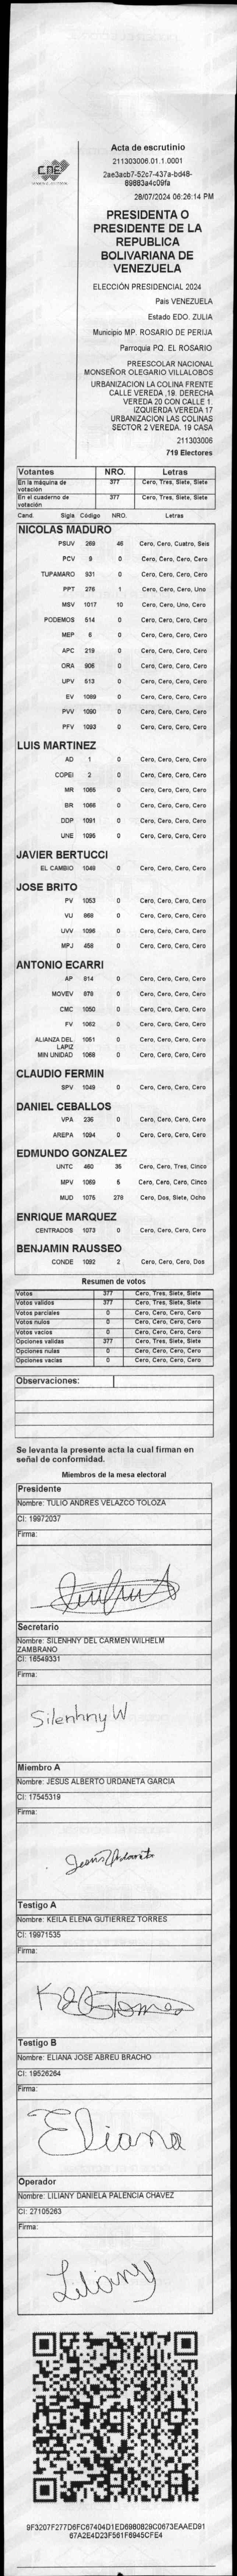 CNE
Acta de escrutinio
211303006.01.1.0001
2ae3acb7-52c7-437a-bd48-
89883a4c09fa
28/07/2024 06:26:14 PM
PRESIDENTA O
PRESIDENTE DE LA
REPUBLICA
BOLIVARIANA DE
VENEZUELA
ELECCIÓN PRESIDENCIAL 2024
Pais VENEZUELA
Estado EDO. ZULIA
Municipio MP. ROSARIO DE PERIJA
Parroquia PQ. EL ROSARIO
PREESCOLAR NACIONAL
MONSEÑOR OLEGARIO VILLALOBOS
URBANIZACION LA COLINA FRENTE
CALLE VEREDA .19. DERECHA
VEREDA 20 CON CALLE 1.
IZQUIERDA VEREDA 17
URBANIZACION LAS COLINAS
SECTOR 2 VEREDA. 19 CASA
211303006
719 Electores
Votantes NRO. Letras
En la máquina de votación 377 Cero, Tres, Siete, Siete
En el cuaderno de votación 377 Cero, Tres, Siete, Siete
Cand. Sigla Código NRO. Letras
NICOLAS MADURO
PSUV 269 46 Cero, Cero, Cuatro, Seis
PCV 9 0 Cero, Cero, Cero, Cero
TUPAMARO 931 0 Cero, Cero, Cero, Cero
PPT 276 1 Cero, Cero, Cero, Uno
MSV 1017 10 Cero, Cero, Uno, Cero
PODEMOS 514 0 Cero, Cero, Cero, Cero
MEP 6 0 Cero, Cero, Cero, Cero
APC 219 0 Cero, Cero, Cero, Cero
ORA 906 0 Cero, Cero, Cero, Cero
UPV 613 0 Cero, Cero, Cero, Cero
EV 1089 0 Cero, Cero, Cero, Cero
PVV 1090 0 Cero, Cero, Cero, Cero
PFV 1093 0 Cero, Cero, Cero, Cero
LUIS MARTINEZ
AD 1 0 Cero, Cero, Cero, Cero
COPEI 2 0 Cero, Cero, Cero, Cero
MR 1065 0 Cero, Cero, Cero, Cero
BR 1066 0 Cero, Cero, Cero, Cero
DDP 1091 0 Cero, Cero, Cero, Cero
UNE 1095 0 Cero, Cero, Cero, Cero
JAVIER BERTUCCI
EL CAMBIO 1049 0 Cero, Cero, Cero, Cero
JOSE BRITO
PV 1053 0 Cero, Cero, Cero, Cero
VU 868 0 Cero, Cero, Cero, Cero
UVV 1096 0 Cero, Cero, Cero, Cero
MPJ 458 0 Cero, Cero, Cero, Cero
ANTONIO ECARRI
AP 814 0 Cero, Cero, Cero, Cero
MOVEV 878 0 Cero, Cero, Cero, Cero
CMC 1050 0 Cero, Cero, Cero, Cero
FV 1062 0 Cero, Cero, Cero, Cero
ALIANZA DEL LAPIZ 1061 0 Cero, Cero, Cero, Cero
MIN UNIDAD 1068 0 Cero, Cero, Cero, Cero
CLAUDIO FERMIN
SPV 1049 0 Cero, Cero, Cero, Cero
DANIEL CEBALLOS
VPA 236 0 Cero, Cero, Cero, Cero
AREPA 1094 0 Cero, Cero, Cero, Cero
EDMUNDO GONZALEZ
UNTC 460 35 Cero, Cero, Tres, Cinco
MPV 1069 5 Cero, Cero, Cero, Cinco
MUD 1075 278 Cero, Dos, Siete, Ocho
ENRIQUE MARQUEZ
CENTRADOS 1073 0 Cero, Cero, Cero, Cero
BENJAMIN RAUSSEO
CONDE 1092 2 Cero, Cero, Cero, Dos
Resumen de votos
Votos 377 Cero, Tres, Siete, Siete
Votos validos 377 Cero, Tres, Siete, Siete
Votos parciales 0 Cero, Cero, Cero, Cero
Votos nulos 0 Cero, Cero, Cero, Cero
Votos vacios 0 Cero, Cero, Cero, Cero
Opciones validas 377 Cero, Tres, Siete, Siete
Opciones nulas 0 Cero, Cero, Cero, Cero
Opciones vacias 0 Cero, Cero, Cero, Cero
Observaciones:
Se levanta la presente acta la cual firman en
señal de conformidad.
Miembros de la mesa electoral
Presidente
Nombre: TULIO ANDRES VELAZCO TOLOZA
CI: 19972037
Firma:
Secretario
Nombre: SILENHNY DEL CARMEN WILHELM
ZAMBRANO
CI: 16549331
Firma:
Silenhny W
Miembro A
Nombre: JESUS ALBERTO URDANETA GARCIA
CI: 17545319
Firma:
Jesus Urdaneta
Testigo A
Nombre: KEILA ELENA GUTIERREZ TORRES
CI: 19971535
Firma:
Testigo B
Nombre: ELIANA JOSE ABREU BRACHO
CI: 19526264
Firma:
Eliana
Operador
Nombre: LILIANY DANIELA PALENCIA CHAVEZ
CI: 27105263
Firma:
Liliany
9F3207F277D6FC67404D1ED6980829C0673EAAED91
67A2E4D23F561F6945CFE4